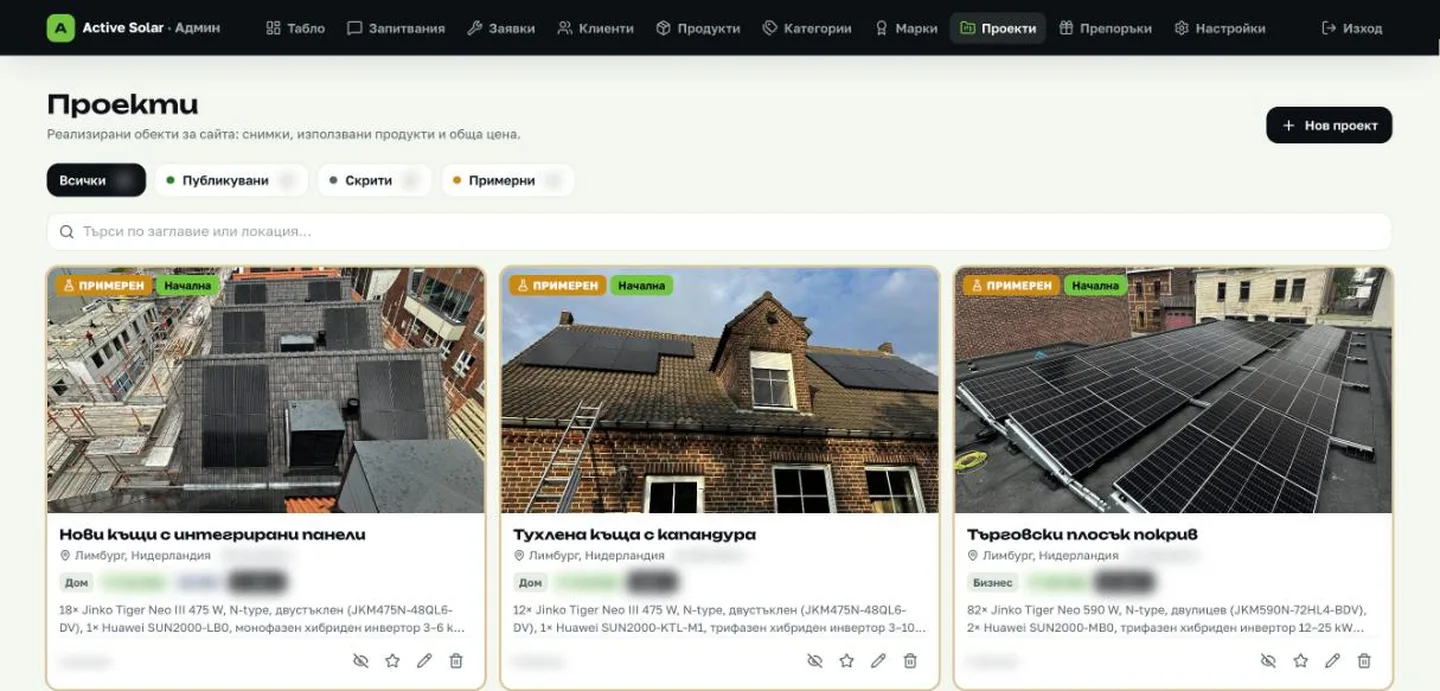 A Active Solar · Админ Табло Запитвания Заявки Клиенти Продукти Категории Марки Проекти Препоръки Настройки Изход
Проекти
Реализирани обекти за сайта: снимки, използвани продукти и обща цена.
Нов проект
Всички Публикувани Скрити Примерни
Търси по заглавие или локация...
ПРИМЕРЕН Начална
Нови къщи с интегрирани панели
Лимбург, Нидерландия
Дом
18× Jinko Tiger Neo III 475 W, N-type, двустъклен (JKM475N-48QL6-
DV), 1× Huawei SUN2000-LB0, монофазен хибриден инвертор 3–6 k...
ПРИМЕРЕН Начална
Тухлена къща с капандура
Лимбург, Нидерландия
Дом
12× Jinko Tiger Neo III 475 W, N-type, двустъклен (JKM475N-48QL6-
DV), 1× Huawei SUN2000-KTL-M1, трифазен хибриден инвертор 3–10...
ПРИМЕРЕН Начална
Търговски плосък покрив
Лимбург, Нидерландия
Бизнес
82× Jinko Tiger Neo 590 W, N-type, двулицев (JKM590N-72HL4-BDV),
2× Huawei SUN2000-MB0, трифазен хибриден инвертор 12–25 kW...